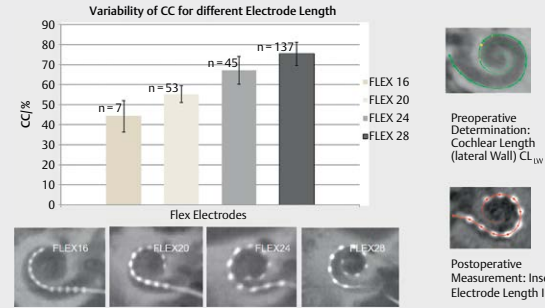 Variability of CC for different Electrode Length
90
80
70
60
50
40
30
20
10
0
CC/%
n=7
n=53
n=45
n=137
FLEX 16
FLEX 20
FLEX 24
FLEX 28
Flex Electrodes
FLEX16
FLEX20
FLEX24
FLEX28
Preoperative
Determination:
Cochlear Length
(lateral Wall) CL LW
Postoperative
Measurement: Inse
Electrode Length I